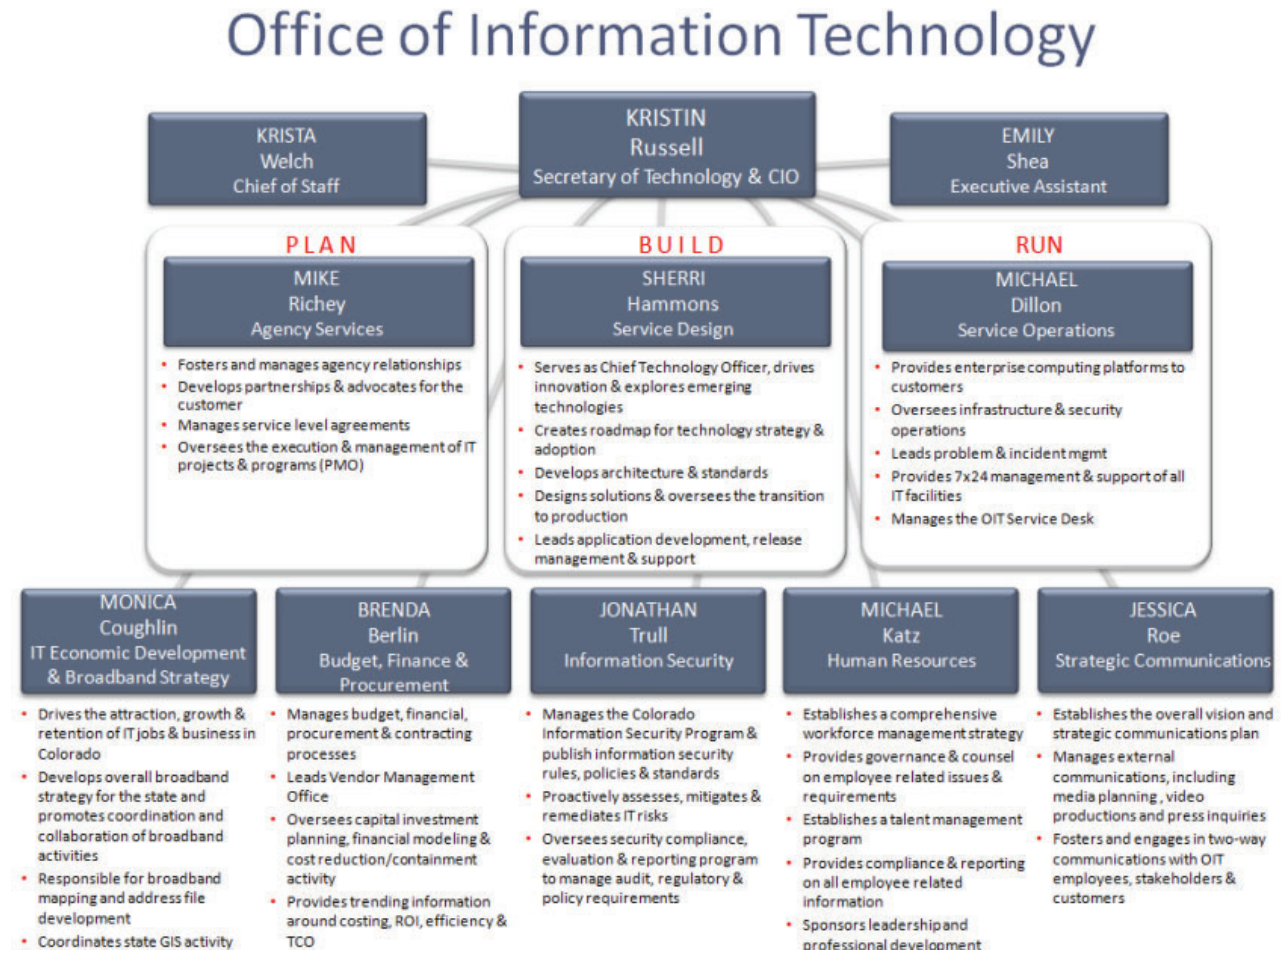 Office of Information Technology
KRISTA
Welch
Chief of Staff
KRISTIN
Russell
Secretary of Technology & CIO
EMILY
Shea
Executive Assistant
PLAN
MIKE
Richey
Agency Services
• Fosters and manages agency relationships
• Develops partnerships & advocates for the
customer
• Manages service level agreements
• Oversees the execution & management of IT
projects & programs (PMO)
BUILD
SHERRI
Hammons
Service Design
• Serves as Chief Technology Officer, drives
innovation & explores emerging
technologies
• Creates roadmap for technology strategy &
adoption
• Develops architecture & standards
• Designs solutions & oversees the transition
to production
• Leads application development, release
management & support
RUN
MICHAEL
Dillon
Service Operations
• Provides enterprise computing platforms to
customers
• Oversees infrastructure & security
operations
• Leads problem & incident mgmt
• Provides 7x24 management & support of all
IT facilities
• Manages the OIT Service Desk
MONICA
Coughlin
IT Economic Development
& Broadband Strategy
• Drives the attraction, growth &
retention of IT jobs & business in
Colorado
• Develops overall broadband
strategy for the state and
promotes coordination and
collaboration of broadband
activities
• Responsible for broadband
mapping and address file
development
• Coordinates state GIS activity
BRENDA
Berlin
Budget, Finance &
Procurement
• Manages budget, financial,
procurement & contracting
processes
• Leads Vendor Management
Office
• Oversees capital investment
planning, financial modeling &
cost reduction/containment
activity
• Provides trending information
around costing, ROI, efficiency &
TCO
JONATHAN
Trull
Information Security
• Manages the Colorado
Information Security Program &
publish information security
rules, policies & standards
• Proactively assesses, mitigates &
remediates IT risks
• Oversees security compliance,
evaluation & reporting program
to manage audit, regulatory &
policy requirements
MICHAEL
Katz
Human Resources
• Establishes a comprehensive
workforce management strategy
• Provides governance & counsel
on employee related issues &
requirements
• Establishes a talent management
program
• Provides compliance & reporting
on all employee related
information
• Sponsors leadership and
professional development
JESSICA
Roe
Strategic Communications
• Establishes the overall vision and
strategic communications plan
• Manages external
communications, including
media planning , video
productions and press inquiries
• Fosters and engages in two-way
communications with OIT
employees, stakeholders &
customers